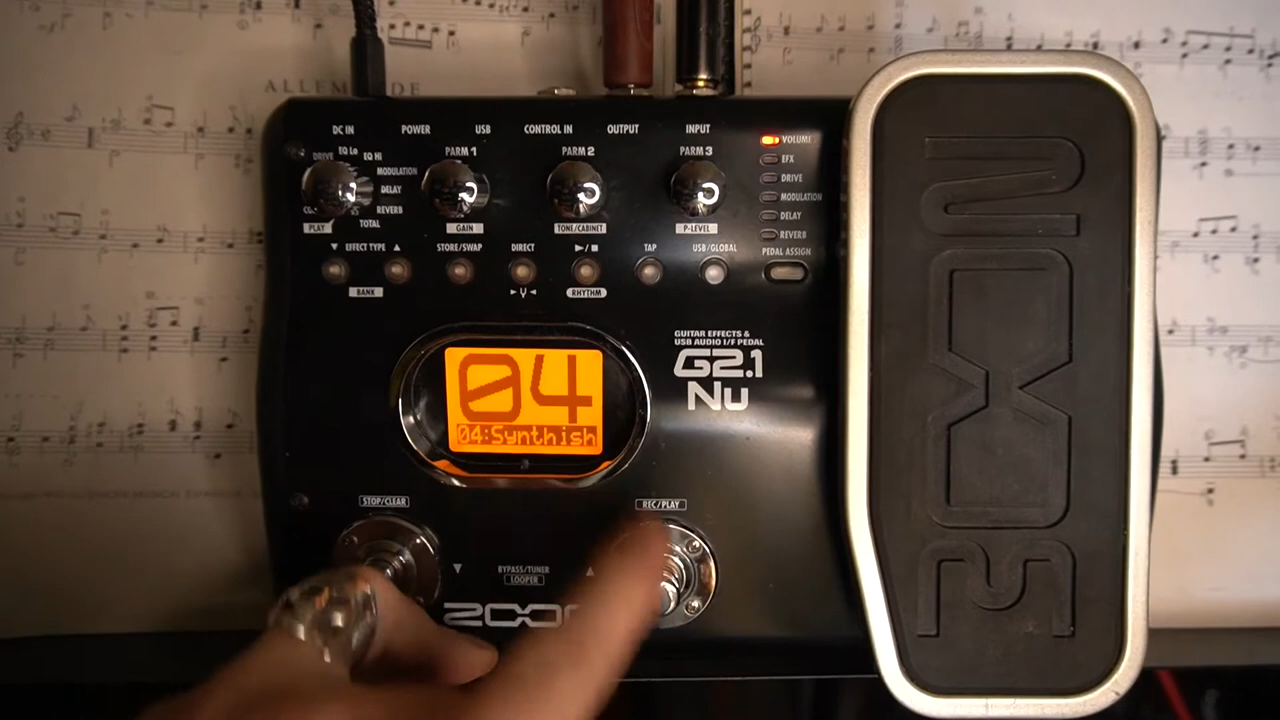 ALLEM DE
DC IN POWER USB CONTROL IN OUTPUT INPUT
VOLUME
EFX
DRIVE
MODULATION
DELAY
REVERB
PEDAL ASSIGN
DRIVE EQ Lo EQ Hi
MODULATION
DELAY
REVERB
TOTAL
PLAY
PARM 1
GAIN
PARM 2
TONE/CABINET
PARM 3
P-LEVEL
▼ EFFECT TYPE ▲ STORE/SWAP DIRECT ►/■ TAP USB/GLOBAL
BANK RHYTHM
GUITAR EFFECTS &
USB AUDIO I/F PEDAL
G2.1
Nu
04
04:Synthish
STOP/CLEAR REC/PLAY
▼ BYPASS/TUNER ▲
LOOPER
ZOO
ZOOM